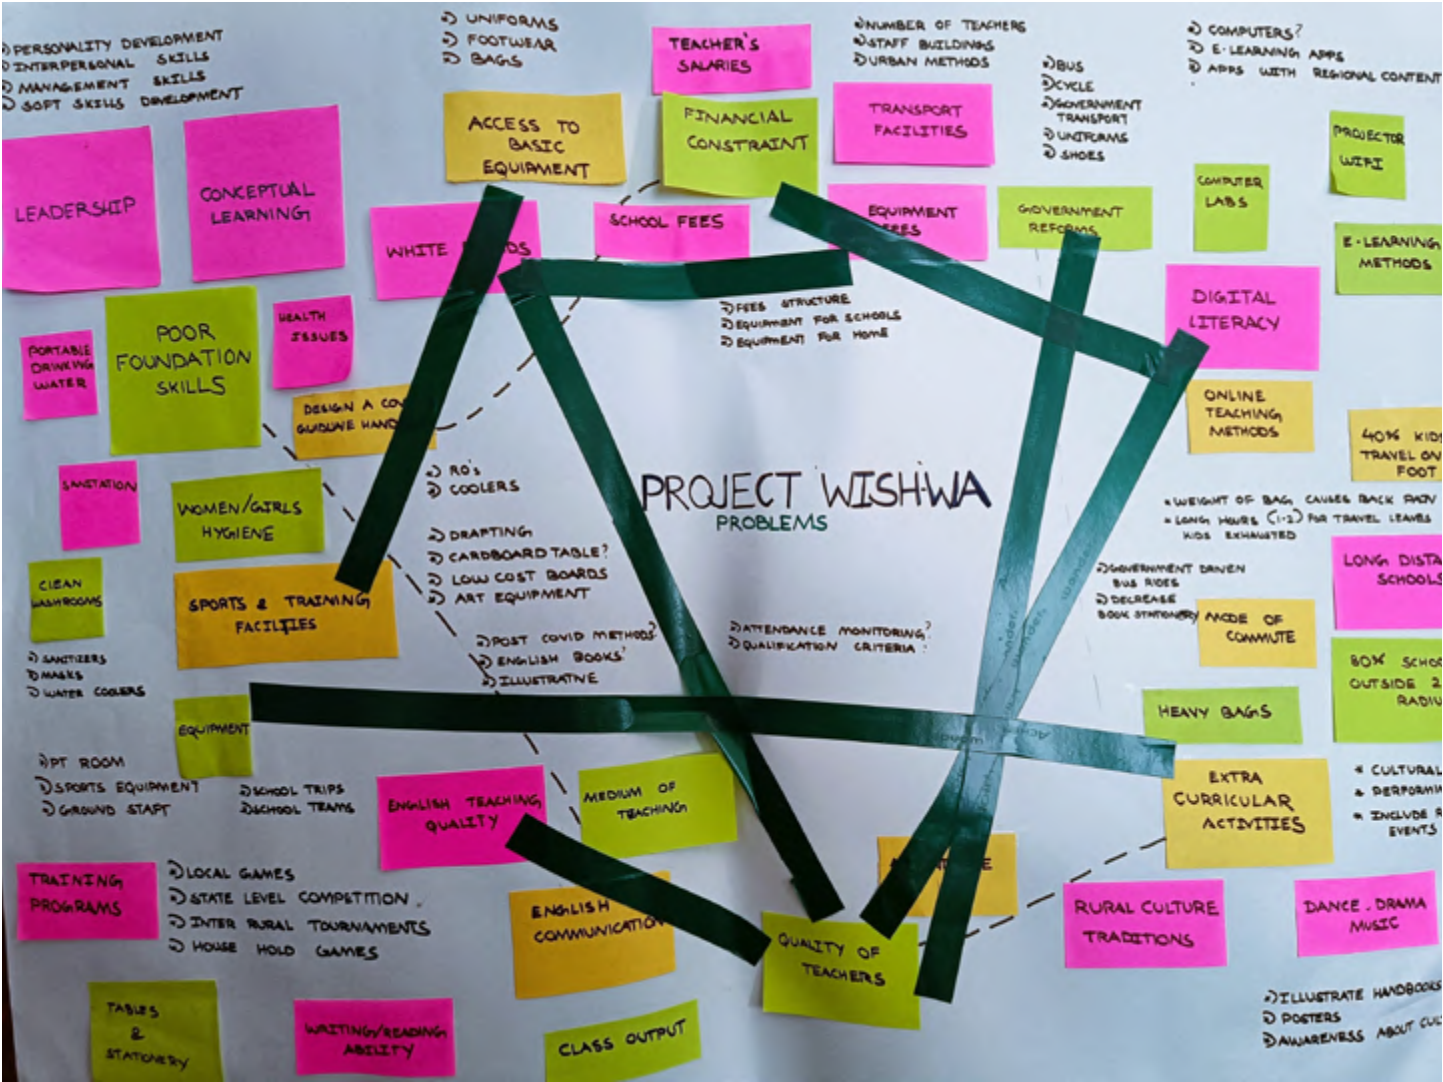 PERSONALITY DEVELOPMENT
INTERPERSONAL SKILLS
MANAGEMENT SKILLS
SOFT SKILLS DEVELOPMENT
UNIFORMS
FOOTWEAR
BAGS
TEACHER'S
SALARIES
NUMBER OF TEACHERS
STAFF BUILDINGS
URBAN METHODS
BUS
CYCLE
GOVERNMENT
TRANSPORT
UNIFORMS
SHOES
COMPUTERS?
E-LEARNING APPS
APPS WITH REGIONAL CONTENT
LEADERSHIP
CONCEPTUAL
LEARNING
ACCESS TO
BASIC
EQUIPMENT
FINANCIAL
CONSTRAINT
TRANSPORT
FACILITIES
PROJECTOR
WIFI
COMPUTER
LABS
WHITE
SCHOOL FEES
EQUIPMENT
GOVERNMENT
REFORMS
E-LEARNING
METHODS
DIGITAL
LITERACY
FEES STRUCTURE
EQUIPMENT FOR SCHOOLS
EQUIPMENT FOR HOME
PORTABLE
DRINKING
WATER
POOR
FOUNDATION
SKILLS
HEALTH
ISSUES
DESIGN A
ONLINE
TEACHING
METHODS
40% KIDS
TRAVEL ON
FOOT
SANITATION
WOMEN/GIRLS
HYGIENE
RO's
COOLERS
PROJECT WISHWA
PROBLEMS
WEIGHT OF BAG CAUSES BACK PAIN
LONG HOURS (1-2) FOR TRAVEL LEAVES
KIDS EXHAUSTED
DRAFTING
CARDBOARD TABLE?
LOW COST BOARDS
ART EQUIPMENT
CLEAN
WASHROOMS
SPORTS & TRAINING
FACILITIES
GOVERNMENT DRIVEN
BUS RIDES
DECREASE
BOOK STATIONERY
MODE OF
COMMUTE
LONG
SCHOOLS
POST COVID METHODS?
ENGLISH BOOKS?
ILLUSTRATIVE
ATTENDANCE MONITORING?
QUALIFICATION CRITERIA
SANITIZERS
MASKS
WATER COOLERS
80%
OUTSIDE
EQUIPMENT
HEAVY BAGS
PT ROOM
SPORTS EQUIPMENT
GROUND STAFF
SCHOOL TRIPS
SCHOOL TEAMS
ENGLISH TEACHING
QUALITY
MEDIUM OF
TEACHING
EXTRA
CURRICULAR
ACTIVITIES
CULTURAL
INCLUDE
EVENTS
TRAINING
PROGRAMS
LOCAL GAMES
STATE LEVEL COMPETITION
INTER RURAL TOURNAMENTS
HOUSE HOLD GAMES
ENGLISH
COMMUNICATION
QUALITY OF
TEACHERS
RURAL CULTURE
TRADITIONS
DANCE-DRAMA
MUSIC
TABLES
&
STATIONERY
WRITING/READING
ABILITY
CLASS OUTPUT
ILLUSTRATE HANDBOOKS
POSTERS
AWARENESS ABOUT